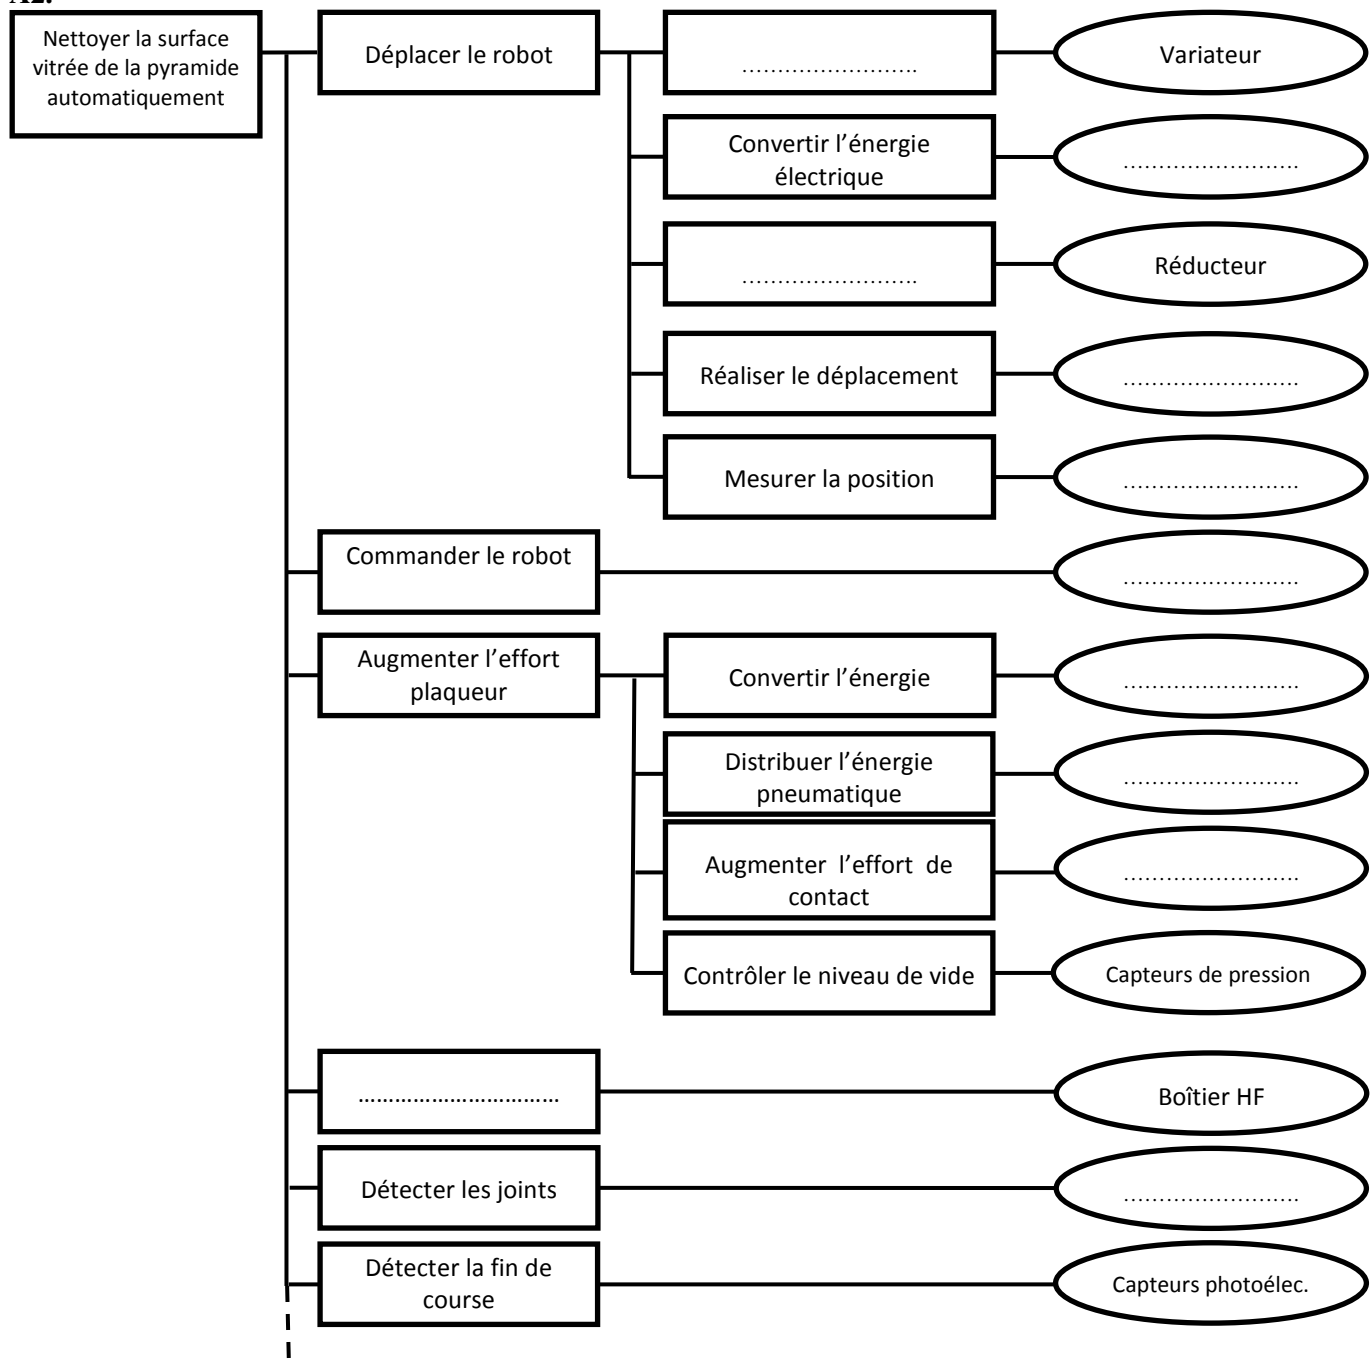 A2.
Nettoyer la surface
vitrée de la pyramide
automatiquement
Déplacer le robot
……………………..
Variateur
Convertir l’énergie
électrique
……………………..
……………………..
Réducteur
Réaliser le déplacement
……………………..
Mesurer la position
……………………..
Commander le robot
……………………..
Augmenter l’effort
plaqueur
Convertir l’énergie
……………………..
Distribuer l’énergie
pneumatique
……………………..
Augmenter l’effort de
contact
……………………..
Contrôler le niveau de vide
Capteurs de pression
……………………………
Boîtier HF
Détecter les joints
……………………..
Détecter la fin de
course
Capteurs photoélec.